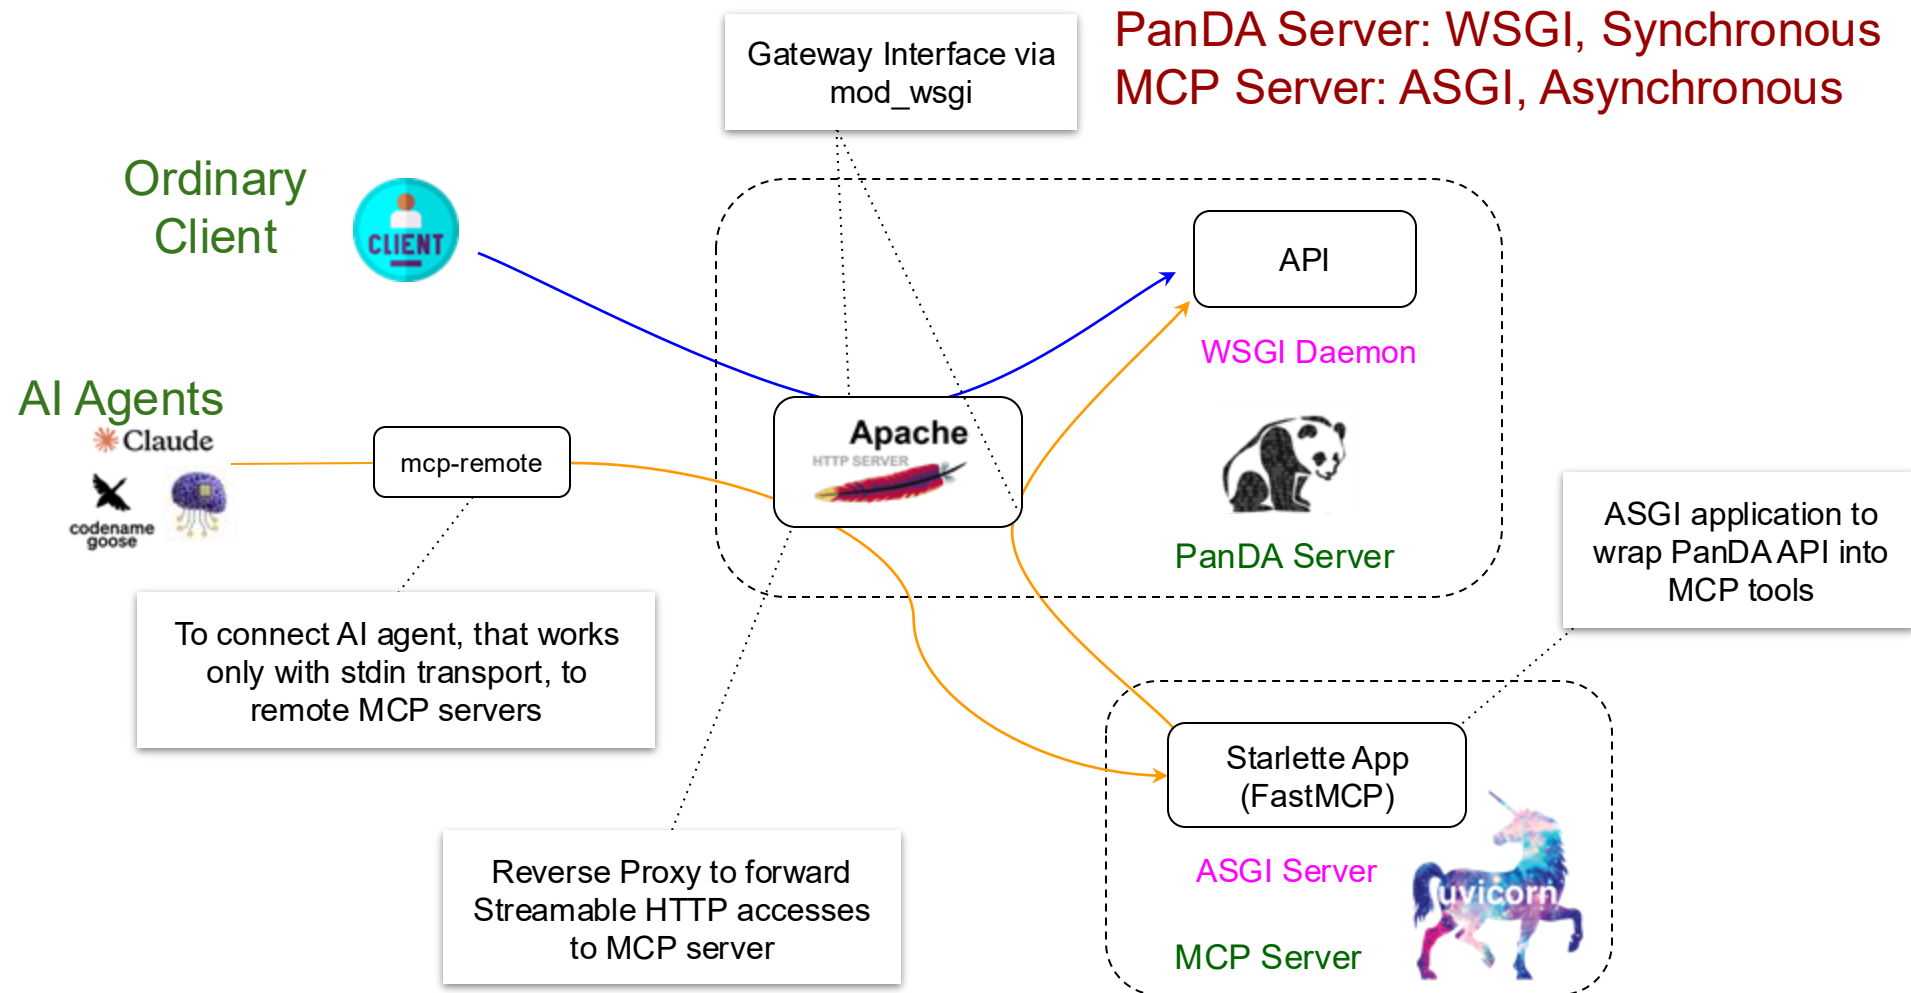 Gateway Interface via
mod_wsgi
PanDA Server: WSGI, Synchronous
MCP Server: ASGI, Asynchronous
Ordinary
Client
CLIENT
API
WSGI Daemon
AI Agents
Claude
codename
goose
mcp-remote
Apache
HTTP SERVER
PanDA Server
ASGI application to
wrap PanDA API into
MCP tools
To connect AI agent, that works
only with stdin transport, to
remote MCP servers
Starlette App
(FastMCP)
Reverse Proxy to forward
Streamable HTTP accesses
to MCP server
ASGI Server
uvicorn
MCP Server